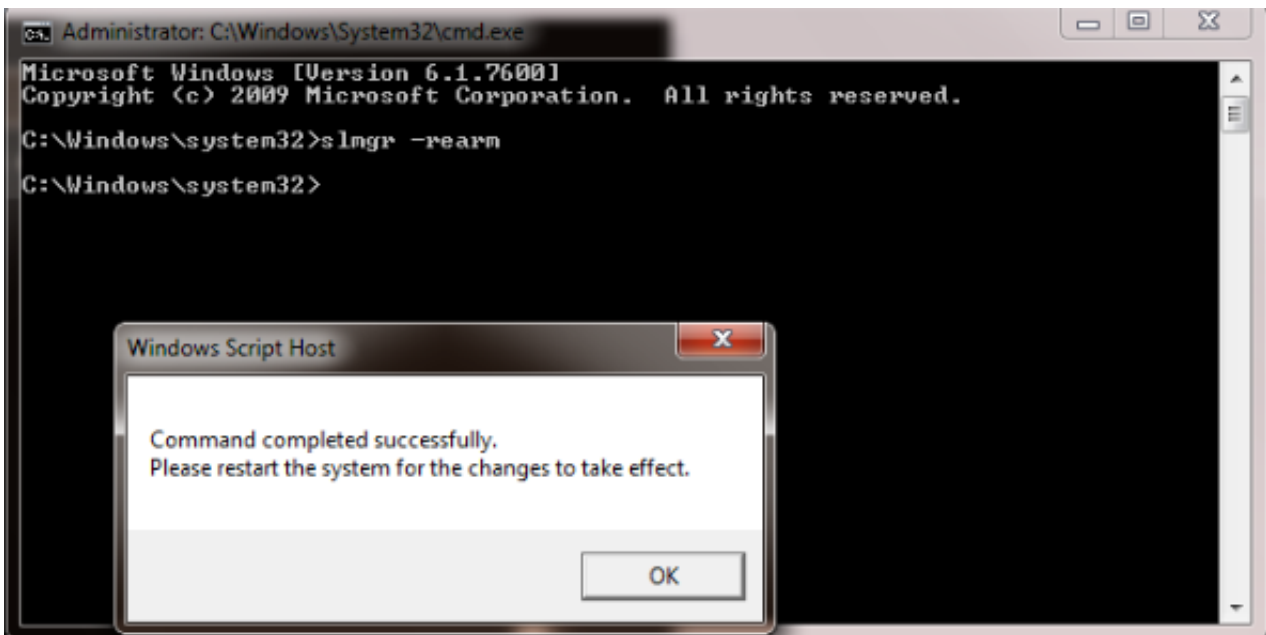 Administrator: C:\Windows\System32\cmd.exe
Microsoft Windows [Version 6.1.7600]
Copyright (c) 2009 Microsoft Corporation.  All rights reserved.
C:\Windows\system32>slmgr -rearm
C:\Windows\system32>
Windows Script Host
Command completed successfully.
Please restart the system for the changes to take effect.
OK